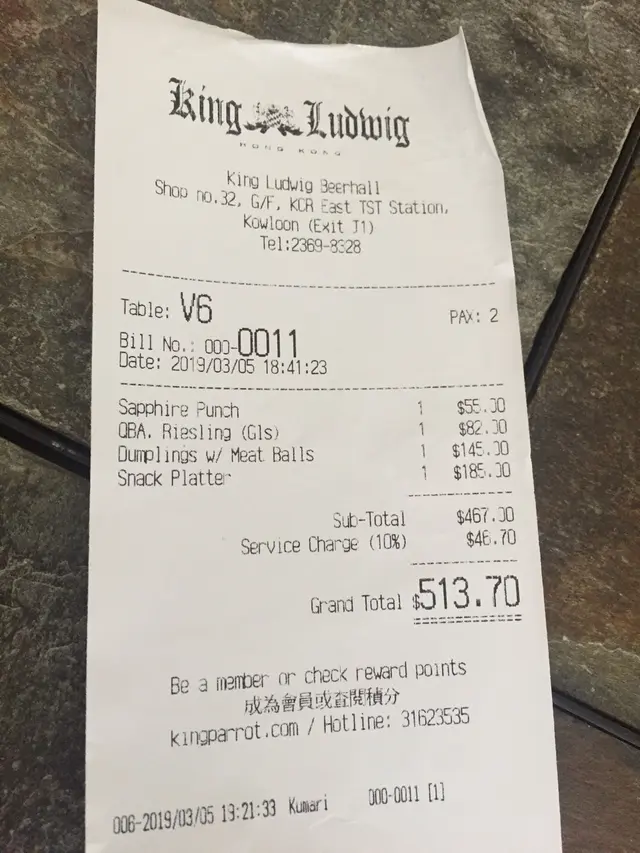 King Ludwig
HONG KONG
King Ludwig Beerhall
Shop no.32, G/F, KCR East TST Station,
Kowloon (Exit J1)
Tel:2369-8328
Table: V6 PAX: 2
Bill No.: 000-0011
Date: 2019/03/05 18:41:23
Sapphire Punch 1 $55.00
QBA. Riesling (Gls) 1 $82.00
Dumplings w/ Meat Balls 1 $145.00
Snack Platter 1 $185.00
Sub-Total $467.00
Service Charge (10%) $46.70
Grand Total $513.70
Be a member or check reward points
成為會員或查閱積分
kingparrot.com / Hotline: 31623535
006-2019/03/05 19:21:33 Kumari 000-0011 [1]